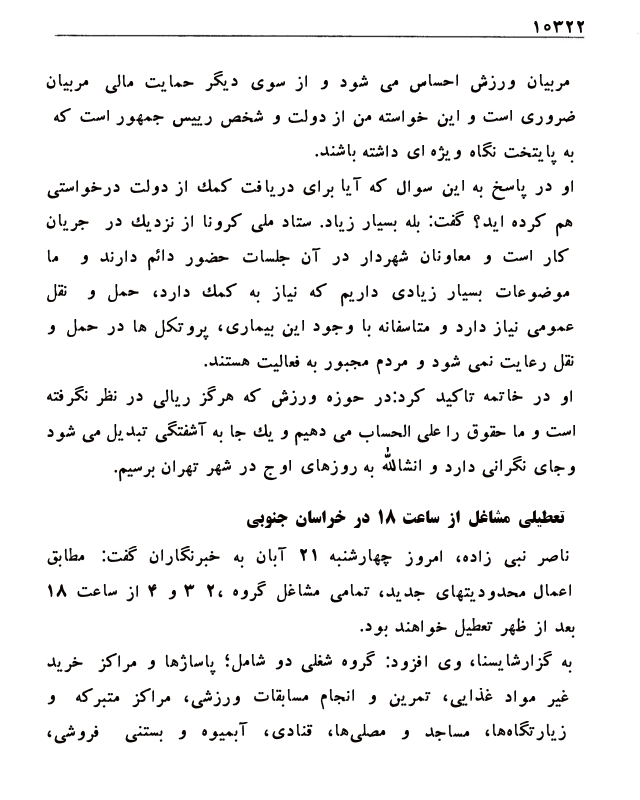 ۱۰۳۲۲
مربیان ورزش احساس می شود و از سوی دیگر حمایت مالی مربیان
ضروری است و این خواسته من از دولت و شخص رییس جمهور است که
به پایتخت نگاه ویژه ای داشته باشند.
او در پاسخ به این سوال که آیا برای دریافت کمک از دولت درخواستی
هم کرده اید؟ گفت: بله بسیار زیاد. ستاد ملی کرونا از نزدیک در جریان
کار است و معاونان شهردار در آن جلسات حضور دائم دارند و ما
موضوعات بسیار زیادی داریم که نیاز به کمک دارد، حمل و نقل
عمومی نیاز دارد و متاسفانه با وجود این بیماری، پروتکل ها در حمل و
نقل رعایت نمی شود و مردم مجبور به فعالیت هستند.
او در خاتمه تاکید کرد:در حوزه ورزش که هرگز ریالی در نظر نگرفته
است و ما حقوق را علی الحساب می دهیم و یک جا به آشفتگی تبدیل می شود
وجای نگرانی دارد و انشالله به روزهای اوج در شهر تهران برسیم.
تعطیلی مشاغل از ساعت ۱۸ در خراسان جنوبی
ناصر نبی زاده، امروز چهارشنبه ۲۱ آبان به خبرنگاران گفت: مطابق
اعمال محدودیتهای جدید، تمامی مشاغل گروه ،۲ ۳ و ۴ از ساعت ۱۸
بعد از ظهر تعطیل خواهند بود.
به گزارشایسنا، وی افزود: گروه شغلی دو شامل؛ پاساژها و مراکز خرید
غیر مواد غذایی، تمرین و انجام مسابقات ورزشی، مراکز متبرکه و
زیارتگاه‌ها، مساجد و مصلی‌ها، قنادی، آبمیوه و بستنی فروشی،